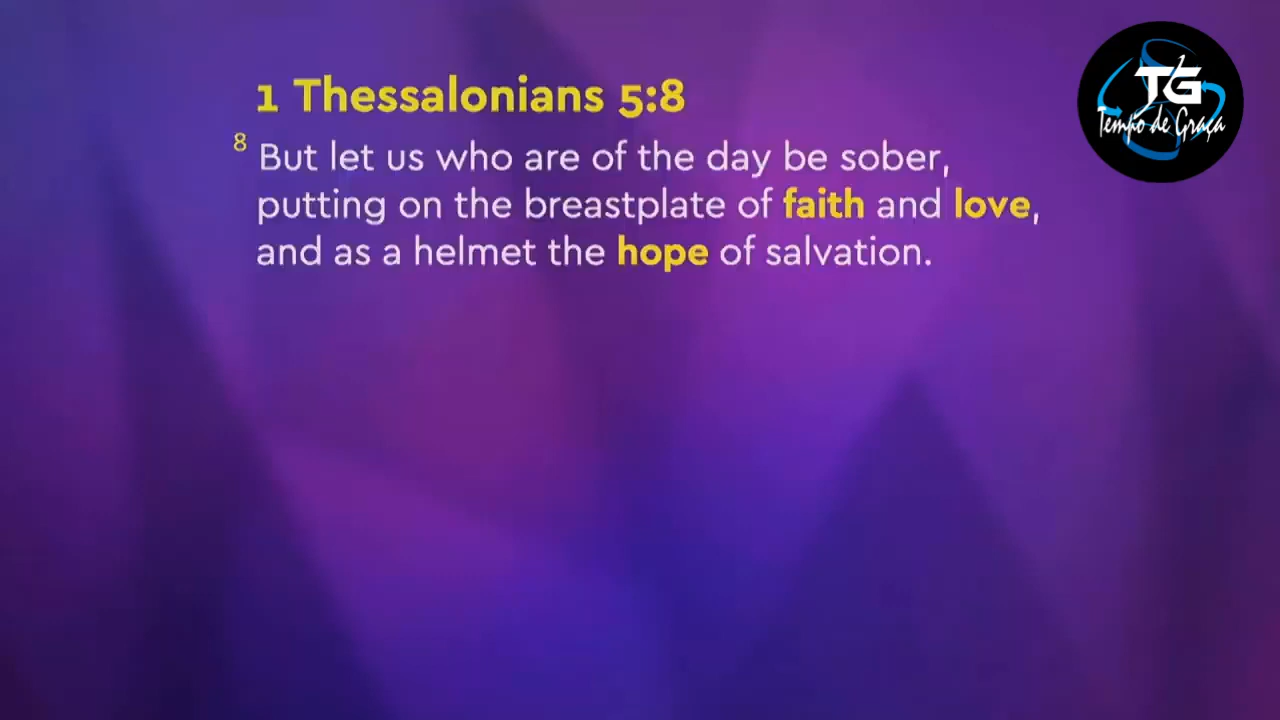 1 Thessalonians 5:8
8 But let us who are of the day be sober,
putting on the breastplate of faith and love,
and as a helmet the hope of salvation.
TG
Tempo de Graça